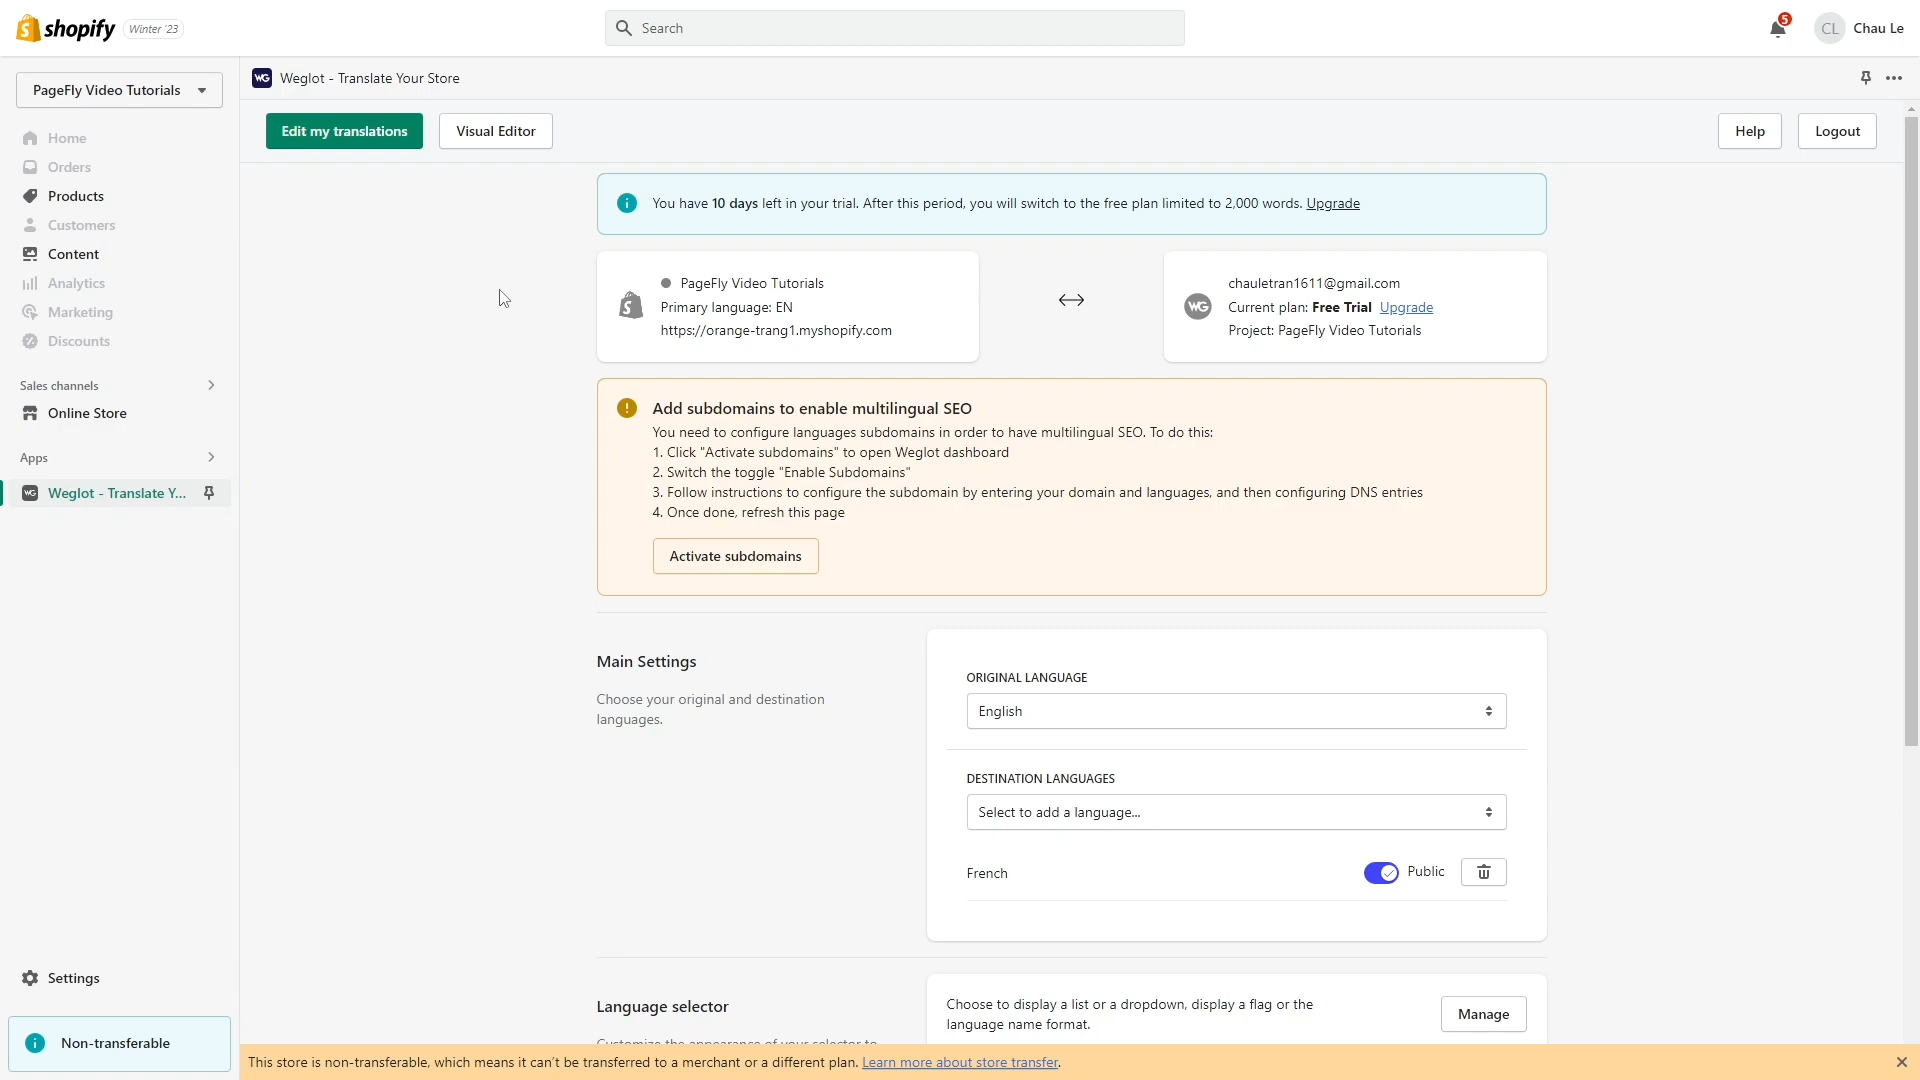 shopify
Winter '23
Search
5
CL
Chau Le
PageFly Video Tutorials
WG
Weglot - Translate Your Store
Home
Orders
Products
Customers
Content
Analytics
Marketing
Discounts
Sales channels
Online Store
Apps
WG
Weglot - Translate Y...
Settings
Non-transferable
Edit my translations
Visual Editor
Help
Logout
You have 10 days left in your trial. After this period, you will switch to the free plan limited to 2,000 words. Upgrade
PageFly Video Tutorials
Primary language: EN
https://orange-trang1.myshopify.com
WG
chauletran1611@gmail.com
Current plan: Free Trial Upgrade
Project: PageFly Video Tutorials
Add subdomains to enable multilingual SEO
You need to configure languages subdomains in order to have multilingual SEO. To do this:
1. Click "Activate subdomains" to open Weglot dashboard
2. Switch the toggle "Enable Subdomains"
3. Follow instructions to configure the subdomain by entering your domain and languages, and then configuring DNS entries
4. Once done, refresh this page
Activate subdomains
Main Settings
Choose your original and destination
languages.
ORIGINAL LANGUAGE
English
DESTINATION LANGUAGES
Select to add a language...
French
Public
Language selector
Customize the appearance of your selector to
Choose to display a list or a dropdown, display a flag or the
language name format.
Manage
This store is non-transferable, which means it can't be transferred to a merchant or a different plan. Learn more about store transfer.